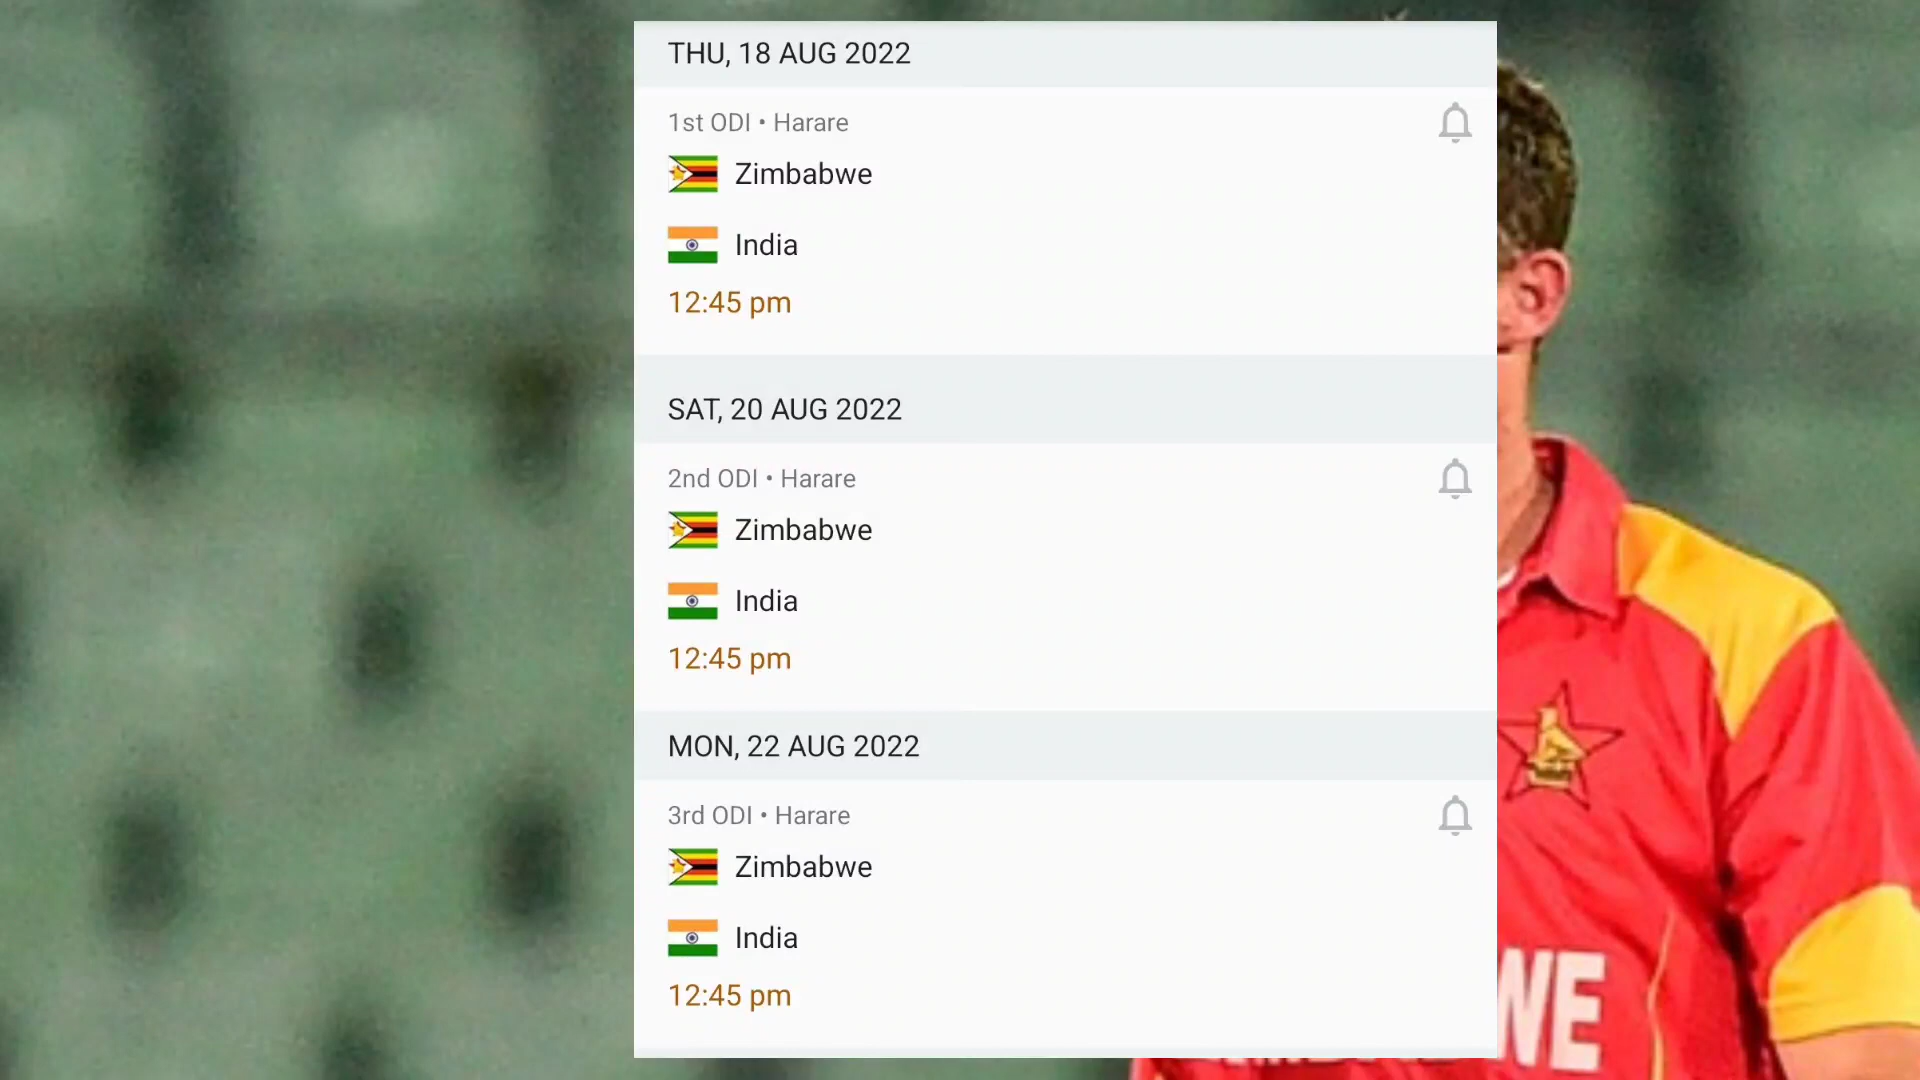 THU, 18 AUG 2022
1st ODI • Harare
Zimbabwe
India
12:45 pm
SAT, 20 AUG 2022
2nd ODI • Harare
Zimbabwe
India
12:45 pm
MON, 22 AUG 2022
3rd ODI • Harare
Zimbabwe
India
12:45 pm